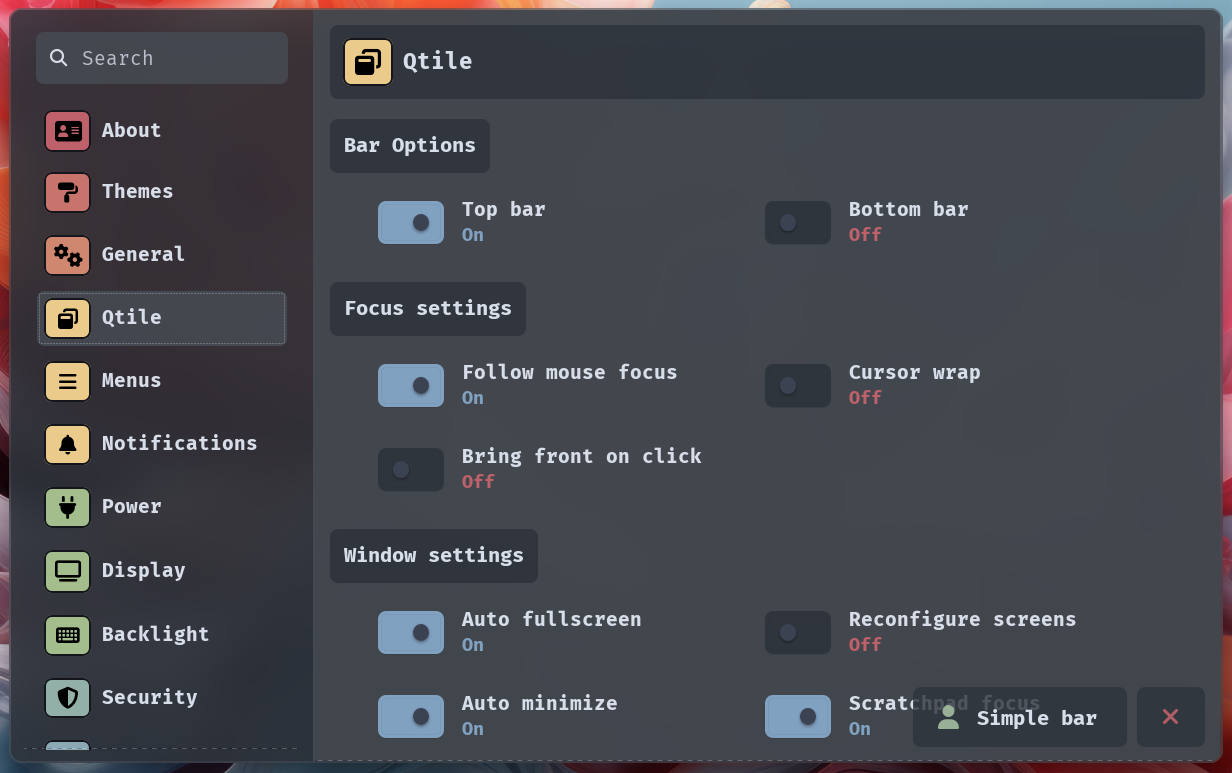 Search
About
Themes
General
Qtile
Menus
Notifications
Power
Display
Backlight
Security
Qtile
Bar Options
Top bar
On
Bottom bar
Off
Focus settings
Follow mouse focus
On
Cursor wrap
Off
Bring front on click
Off
Window settings
Auto fullscreen
On
Reconfigure screens
Off
Auto minimize
On
Scratchpad focus
On
Simple bar